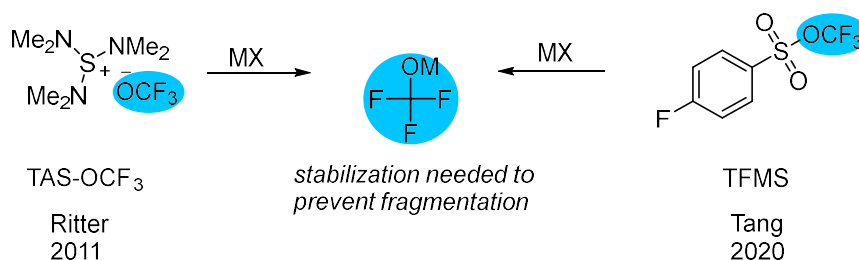 Me2N
NMe2
S
+
−
Me2N
OCF3
MX
OM
F
F
F
MX
O
OCF3
S
O
F
TAS-OCF3
stabilization needed to
prevent fragmentation
TFMS
Ritter
2011
Tang
2020